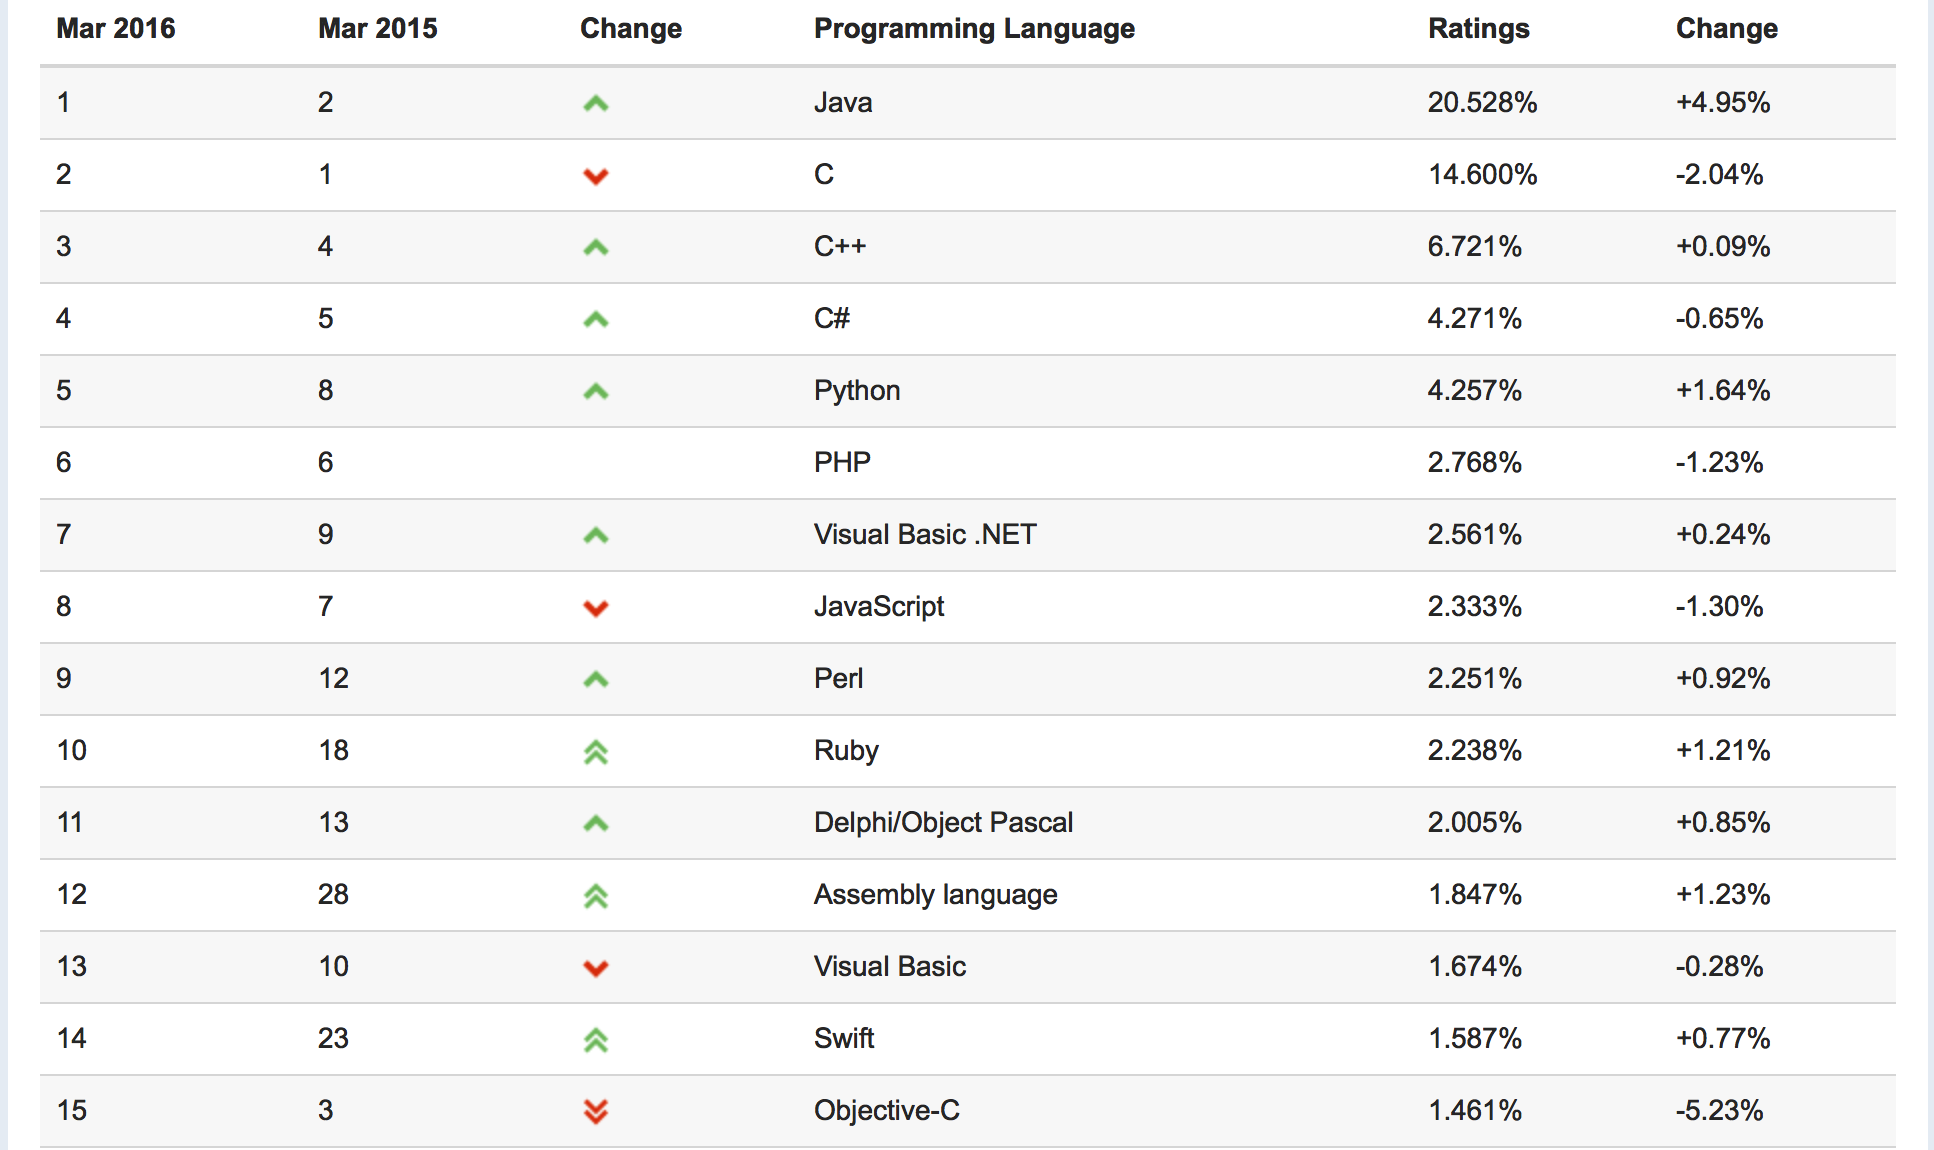 Mar 2016 Mar 2015 Change Programming Language Ratings Change
1 2 Java 20.528% +4.95%
2 1 C 14.600% -2.04%
3 4 C++ 6.721% +0.09%
4 5 C# 4.271% -0.65%
5 8 Python 4.257% +1.64%
6 6 PHP 2.768% -1.23%
7 9 Visual Basic .NET 2.561% +0.24%
8 7 JavaScript 2.333% -1.30%
9 12 Perl 2.251% +0.92%
10 18 Ruby 2.238% +1.21%
11 13 Delphi/Object Pascal 2.005% +0.85%
12 28 Assembly language 1.847% +1.23%
13 10 Visual Basic 1.674% -0.28%
14 23 Swift 1.587% +0.77%
15 3 Objective-C 1.461% -5.23%